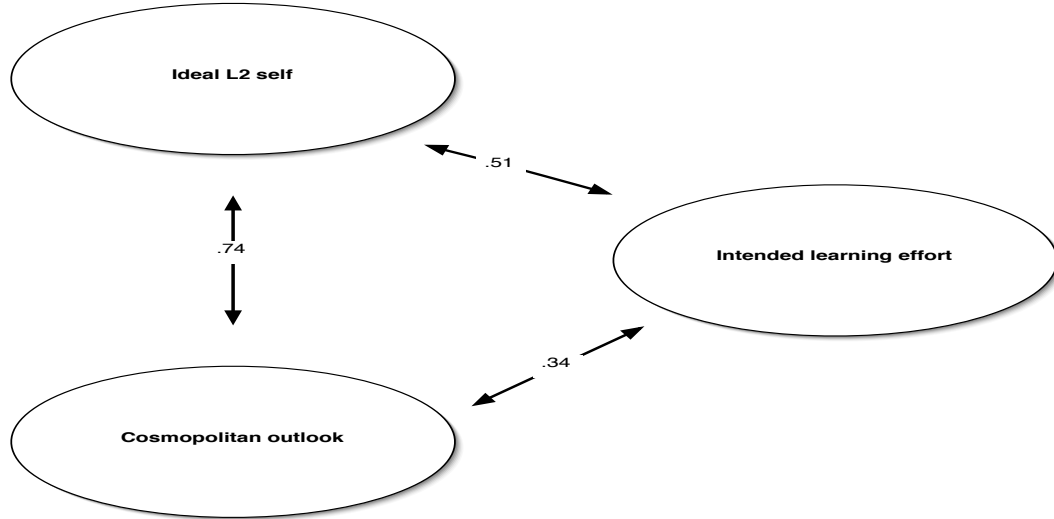 Ideal L2 self
.51
.74
Intended learning effort
.34
Cosmopolitan outlook